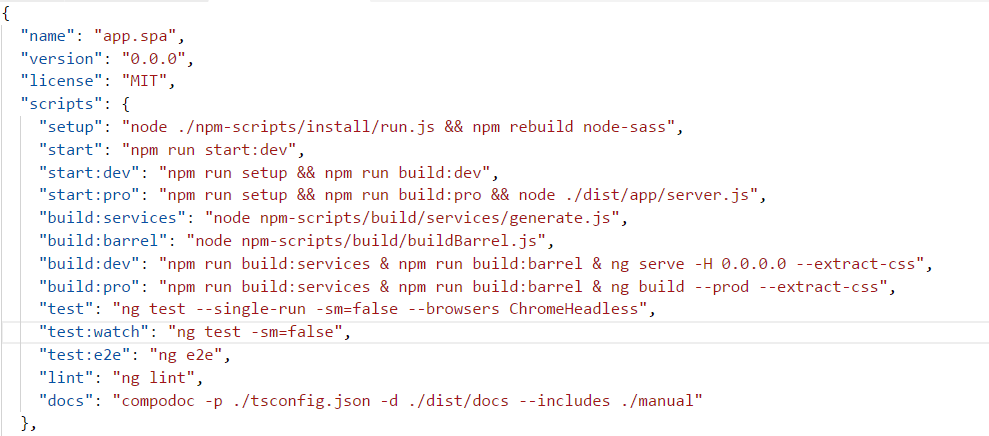 {
"name": "app.spa",
"version": "0.0.0",
"license": "MIT",
"scripts": {
"setup": "node ./npm-scripts/install/run.js && npm rebuild node-sass",
"start": "npm run start:dev",
"start:dev": "npm run setup && npm run build:dev",
"start:pro": "npm run setup && npm run build:pro && node ./dist/app/server.js",
"build:services": "node npm-scripts/build/services/generate.js",
"build:barrel": "node npm-scripts/build/buildBarrel.js",
"build:dev": "npm run build:services & npm run build:barrel & ng serve -H 0.0.0.0 --extract-css",
"build:pro": "npm run build:services & npm run build:barrel & ng build --prod --extract-css",
"test": "ng test --single-run -sm=false --browsers ChromeHeadless",
"test:watch": "ng test -sm=false",
"test:e2e": "ng e2e",
"lint": "ng lint",
"docs": "compodoc -p ./tsconfig.json -d ./dist/docs --includes ./manual"
},